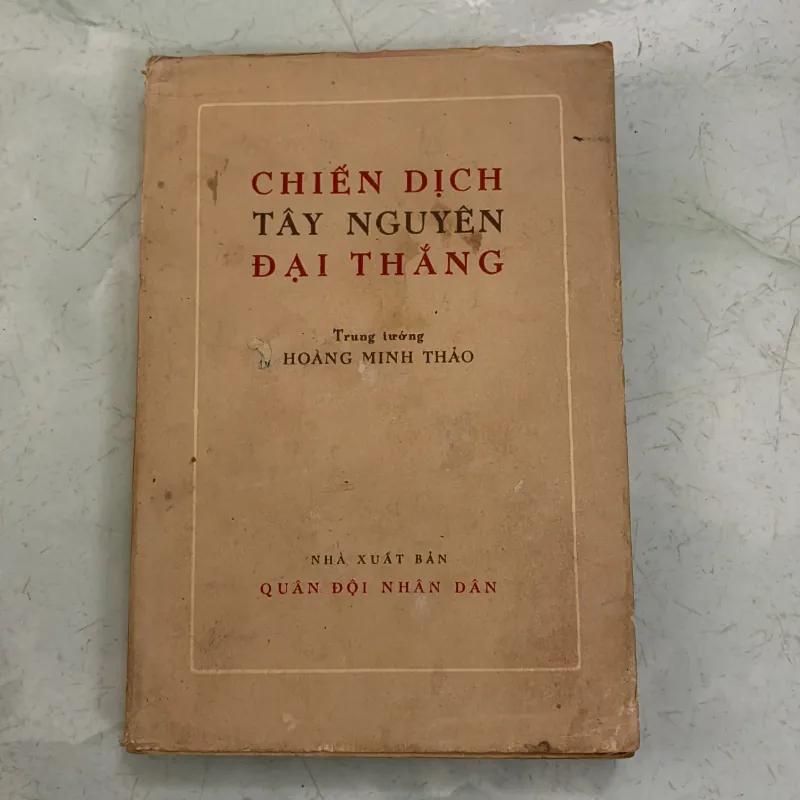 CHIẾN DỊCH
TÂY NGUYÊN
ĐẠI THẮNG
Trung tướng
HOÀNG MINH THẢO
NHÀ XUẤT BẢN
QUÂN ĐỘI NHÂN DÂN